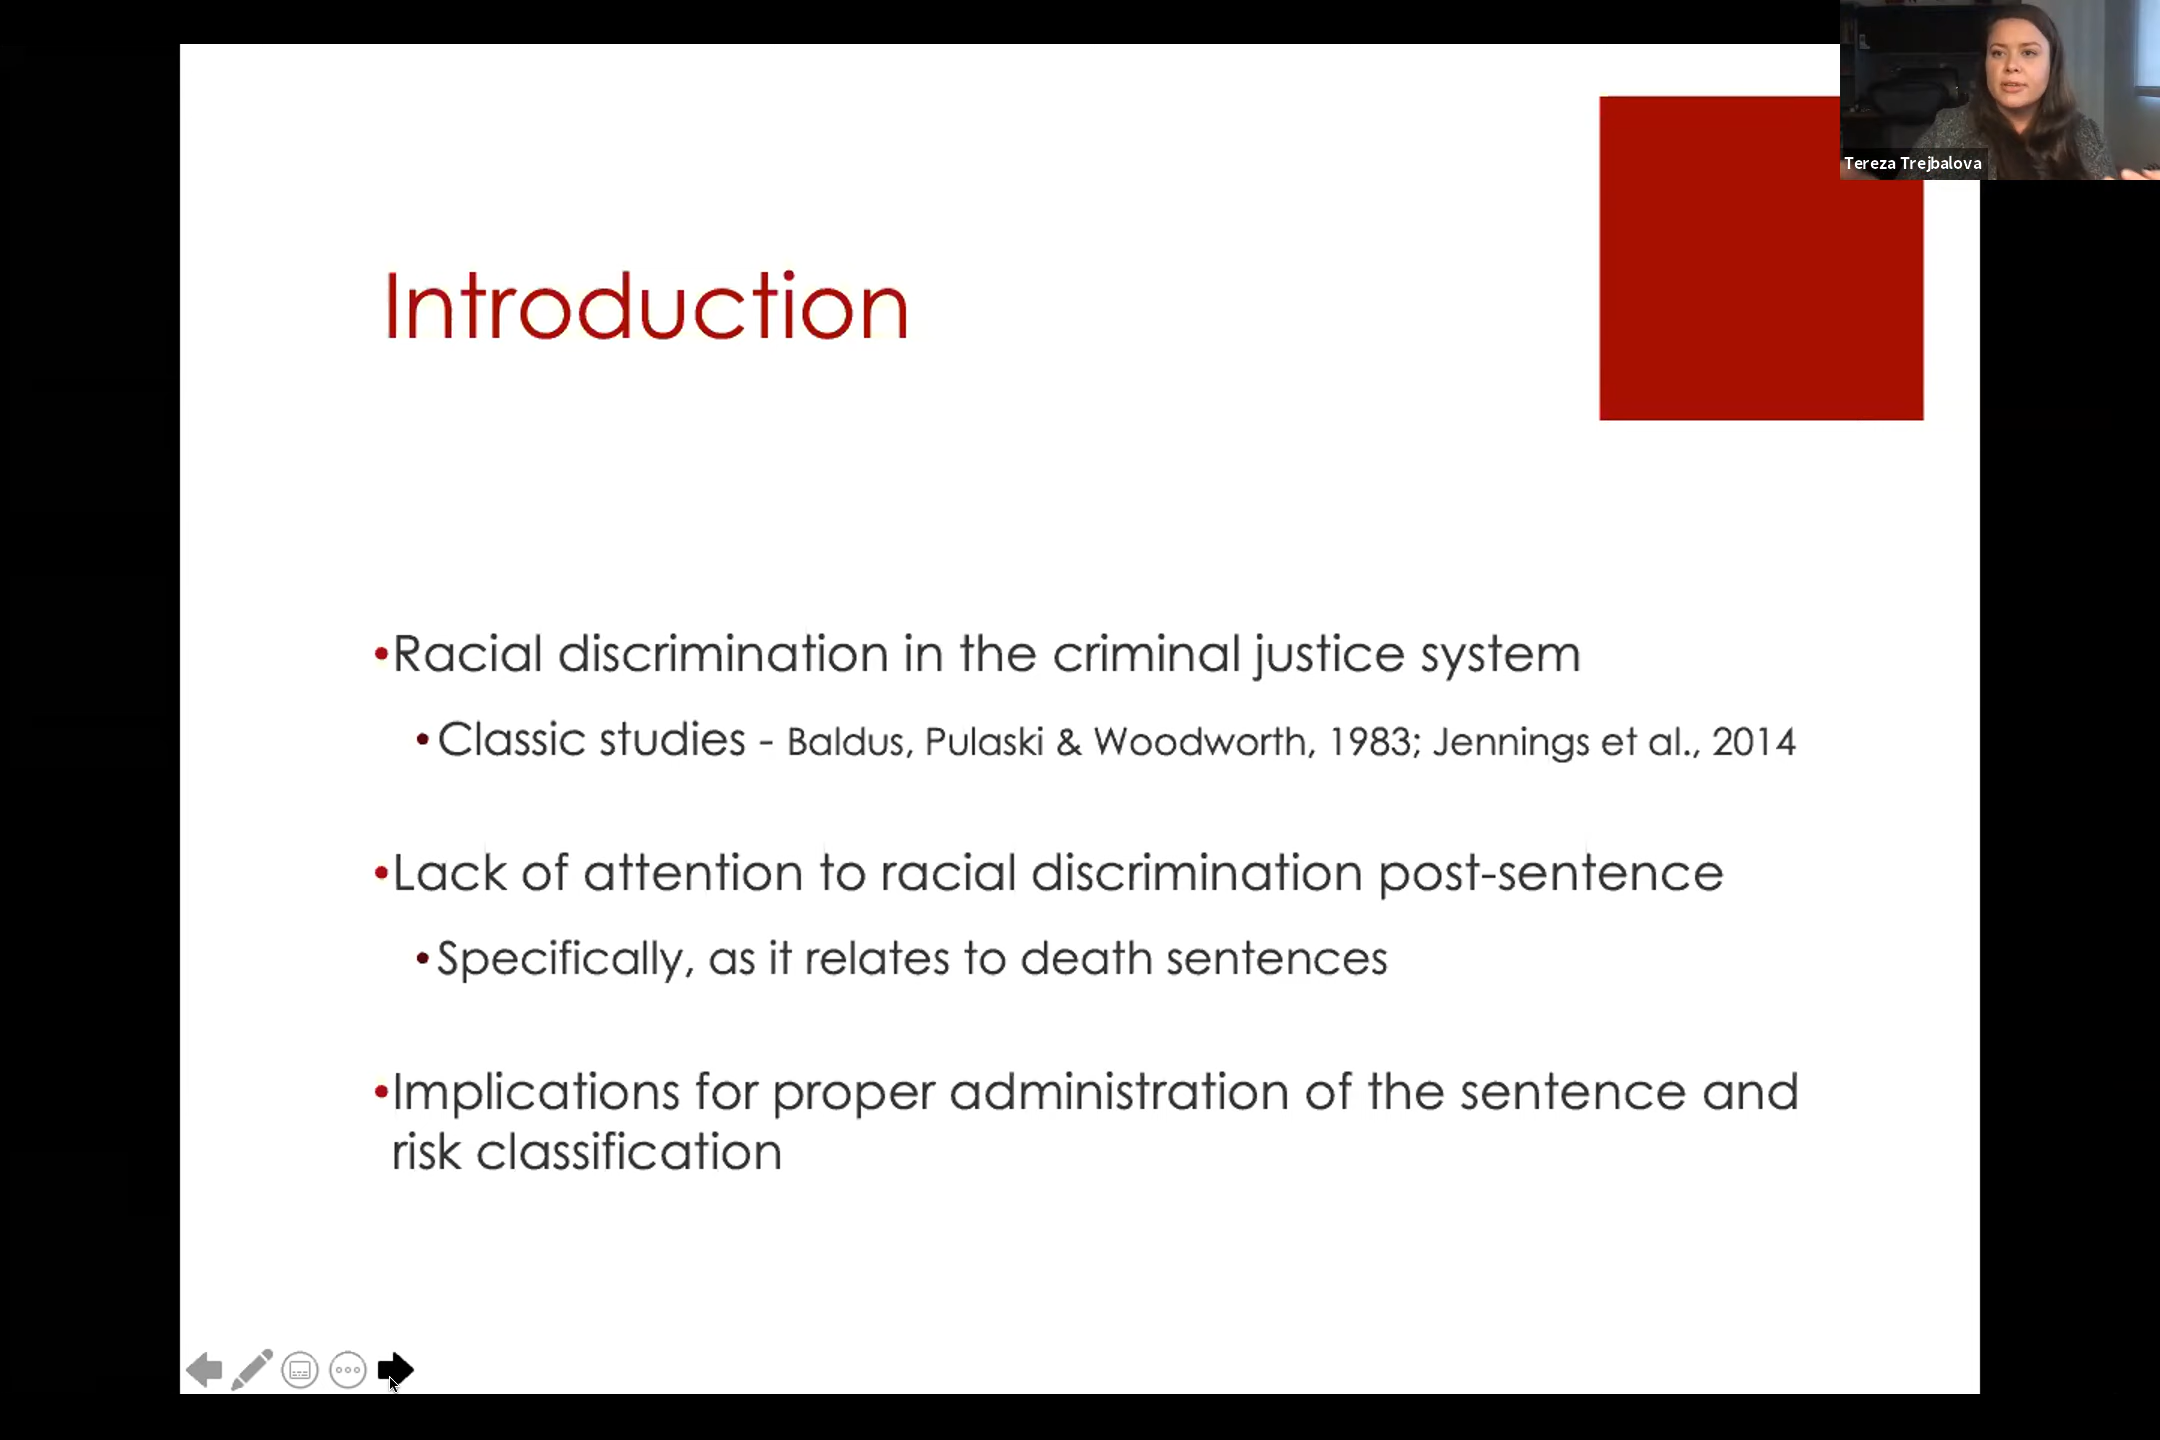 Tereza Trejbalova
Introduction
•Racial discrimination in the criminal justice system
•Classic studies - Baldus, Pulaski & Woodworth, 1983; Jennings et al., 2014
•Lack of attention to racial discrimination post-sentence
•Specifically, as it relates to death sentences
•Implications for proper administration of the sentence and
risk classification